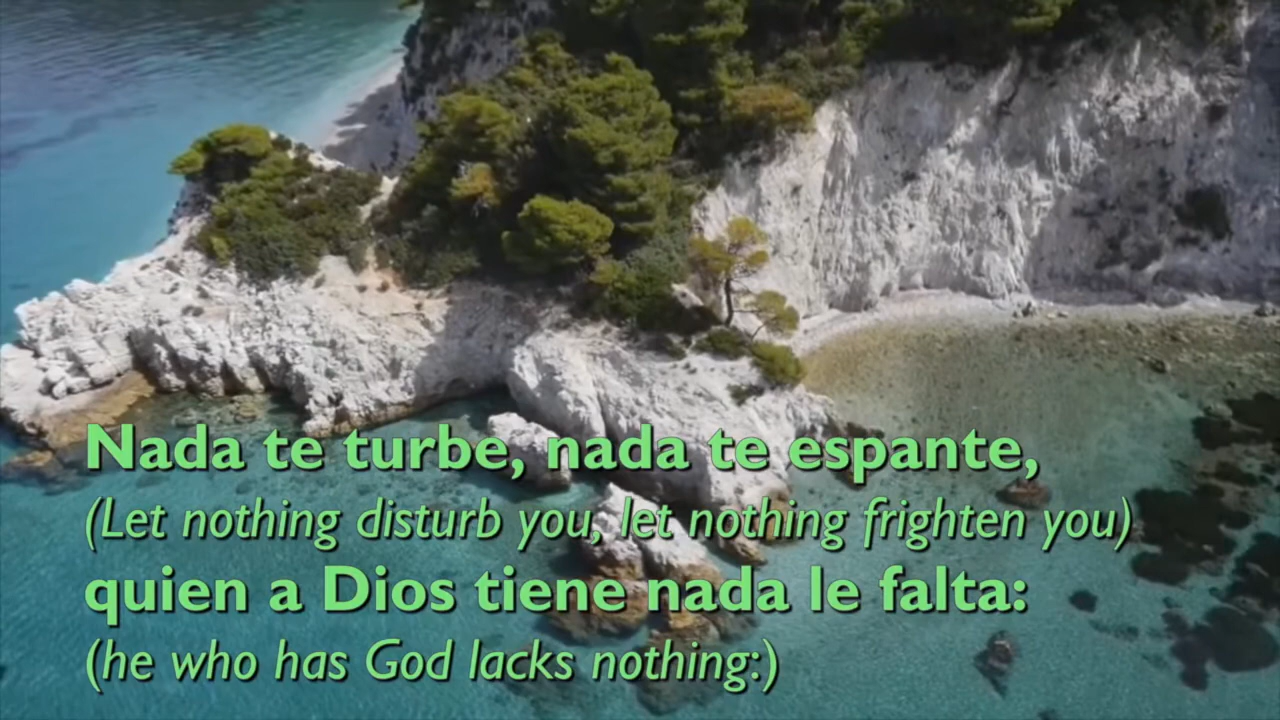 Nada te turbe, nada te espante,
(Let nothing disturb you, let nothing frighten you)
quien a Dios tiene nada le falta:
(he who has God lacks nothing:)